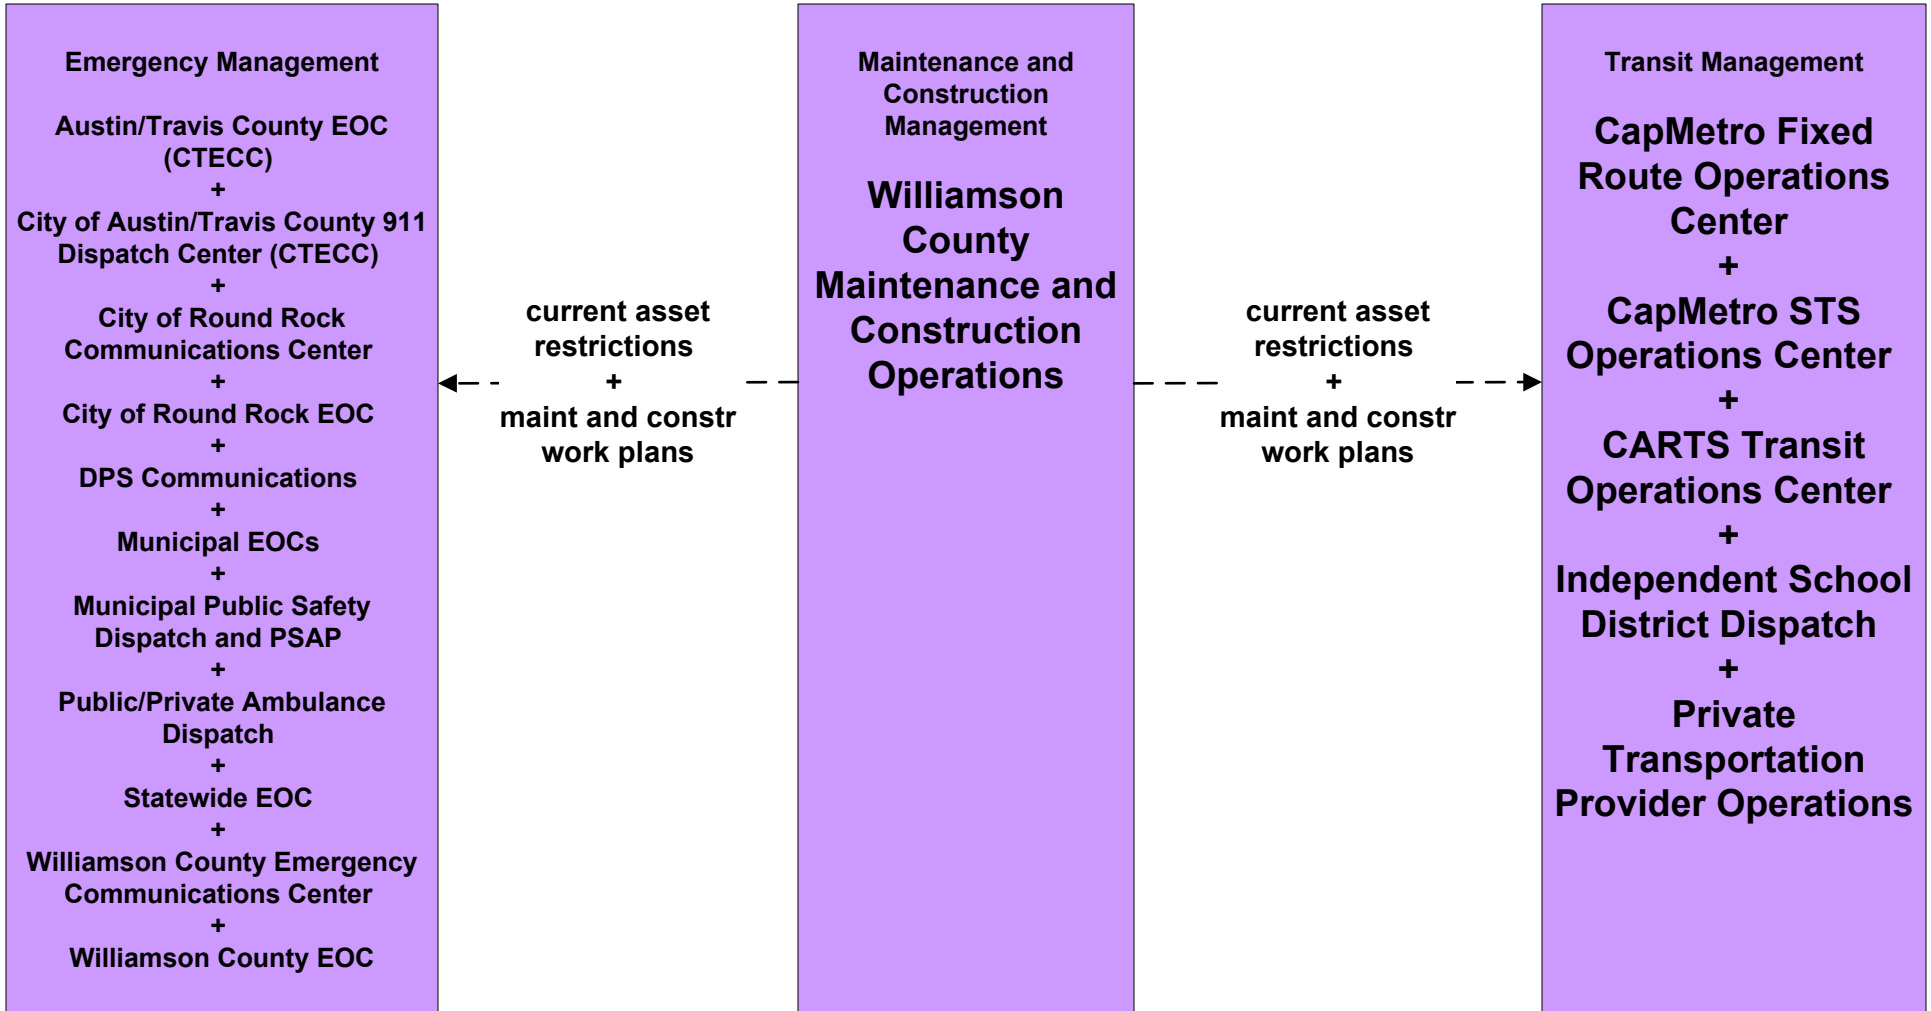 Emergency Management
Austin/Travis County EOC
(CTECC)
+
City of Austin/Travis County 911
Dispatch Center (CTECC)
+
City of Round Rock
Communications Center
+
City of Round Rock EOC
+
DPS Communications
+
Municipal EOCs
+
Municipal Public Safety
Dispatch and PSAP
+
Public/Private Ambulance
Dispatch
+
Statewide EOC
+
Williamson County Emergency
Communications Center
+
Williamson County EOC
current asset
restrictions
+
maint and constr
work plans
Maintenance and
Construction
Management
Williamson
County
Maintenance and
Construction
Operations
current asset
restrictions
+
maint and constr
work plans
Transit Management
CapMetro Fixed
Route Operations
Center
+
CapMetro STS
Operations Center
+
CARTS Transit
Operations Center
+
Independent School
District Dispatch
+
Private
Transportation
Provider Operations